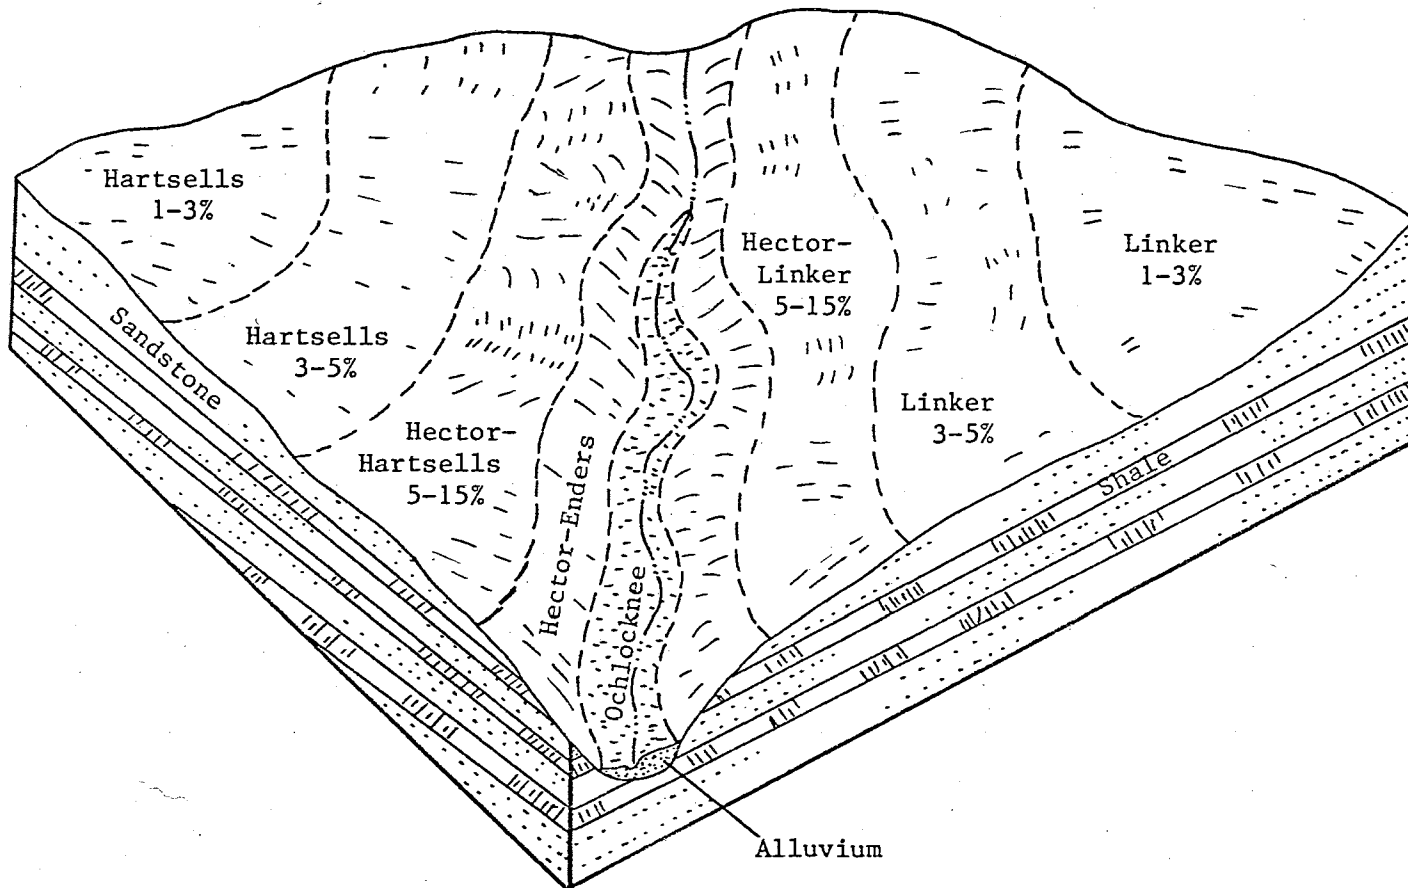 Hartsells
1-3%
Hartsells
3-5%
Hector-
Hartsells
5-15%
Sandstone
Hector-Enders
Ochlocknee
Hector-
Linker
5-15%
Linker
3-5%
Linker
1-3%
Shale
Alluvium